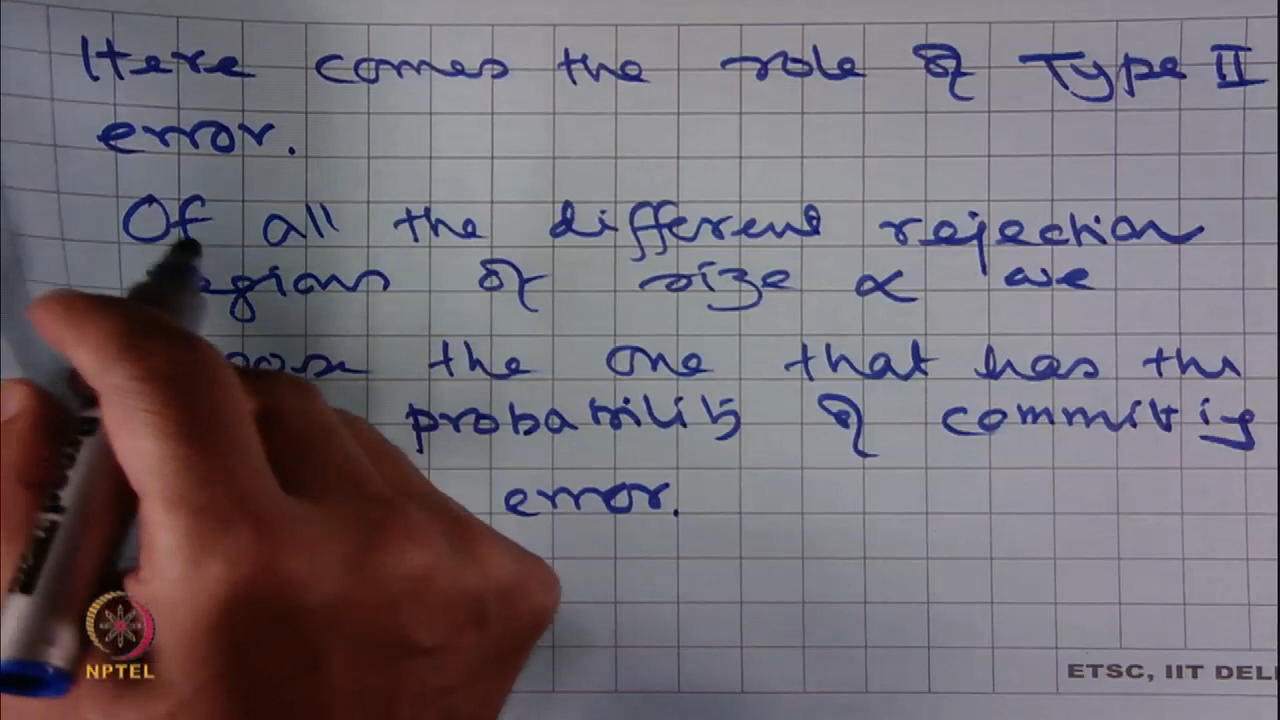 Here comes the role of Type II
error.
Of all the different rejection
regions of size α we
the one that has the
probability of committing
error.
NPTEL
ETSC, IIT DEL